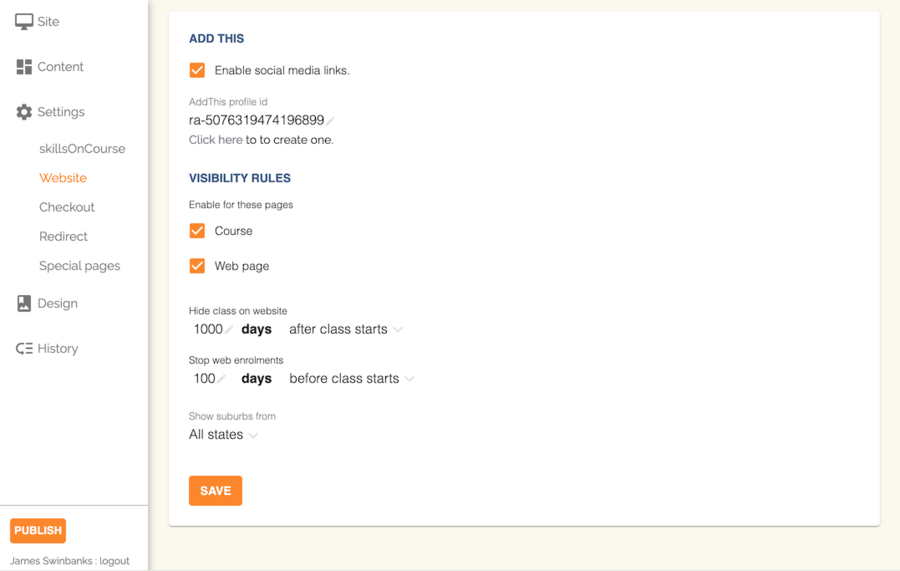 Site
Content
Settings
skillsOnCourse
Website
Checkout
Redirect
Special pages
Design
History
PUBLISH
James Swinbanks : logout
ADD THIS
Enable social media links.
AddThis profile id
ra-5076319474196899
Click here to to create one.
VISIBILITY RULES
Enable for these pages
Course
Web page
Hide class on website
1000 days after class starts
Stop web enrolments
100 days before class starts
Show suburbs from
All states
SAVE